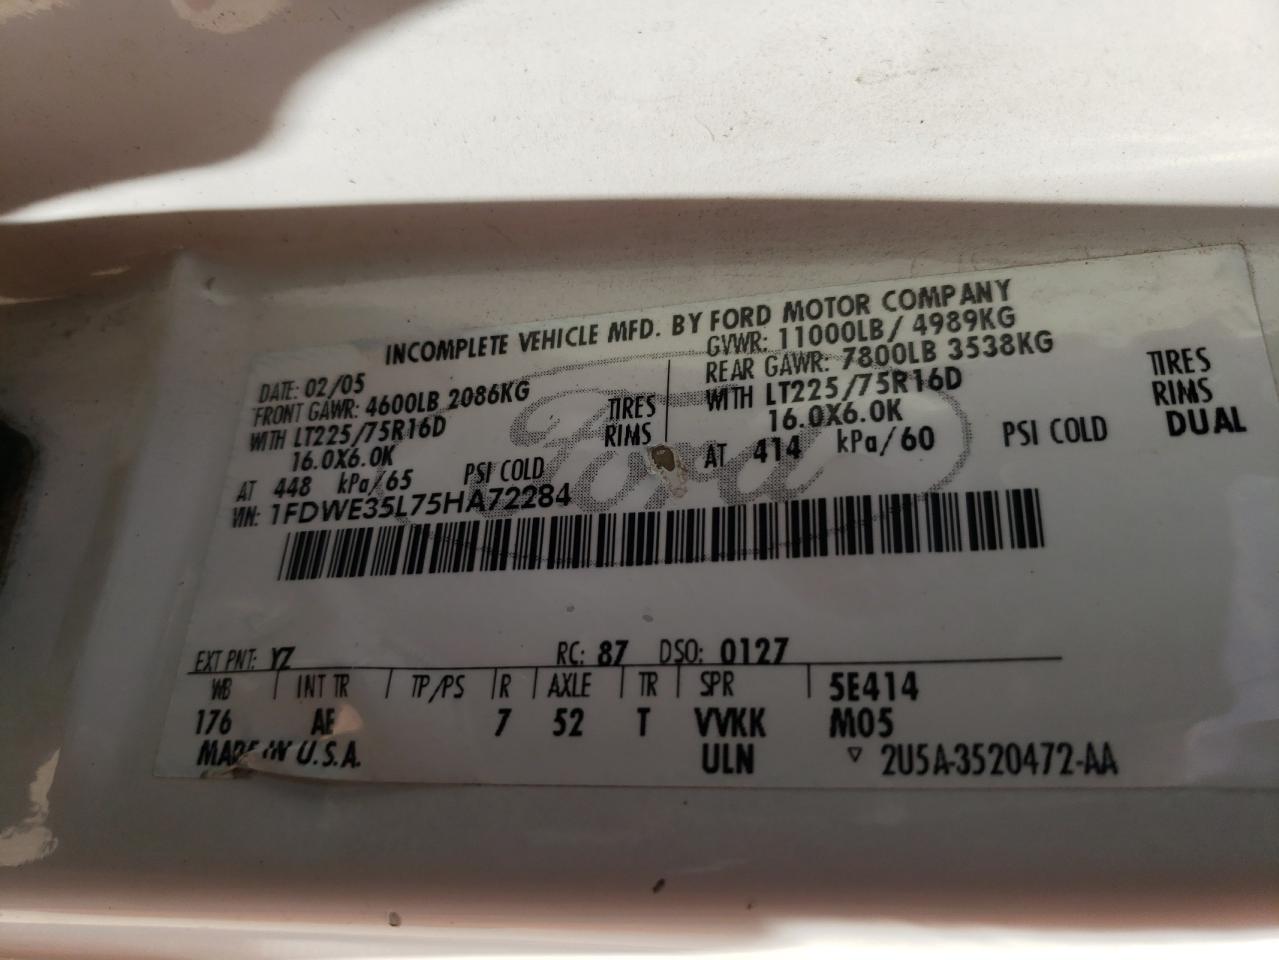 INCOMPLETE VEHICLE MFD. BY FORD MOTOR COMPANY
DATE: 02/05
GVWR: 11000LB/ 4989KG
FRONT GAWR: 4600LB 2086KG
REAR GAWR: 7800LB 3538KG
WITH LT225/75R16D TIRES
WITH LT225/75R16D TIRES
16.0X6.0K RIMS
16.0X6.0K RIMS
AT 448 kPa/65 PSI COLD
AT 414 kPa/60 PSI COLD DUAL
VIN: 1FDWE35L75HA72284
Ford
EXT PNT: YZ RC: 87 DSO: 0127
WB INT TR TP/PS R AXLE TR SPR 5E414
176 AE 7 52 T VVKK M05
MADE IN U.S.A. ULN ▽ 2U5A-3520472-AA